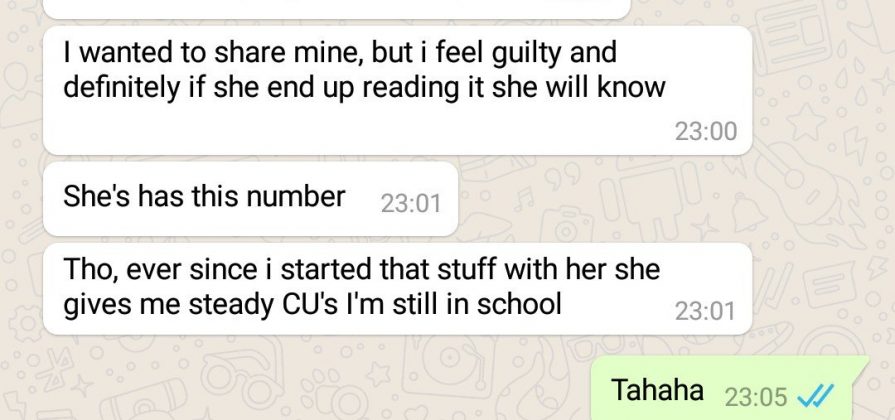 I wanted to share mine, but i feel guilty and
definitely if she end up reading it she will know
23:00
She's has this number 23:01
Tho, ever since i started that stuff with her she
gives me steady CU's I'm still in school 23:01
Tahaha 23:05